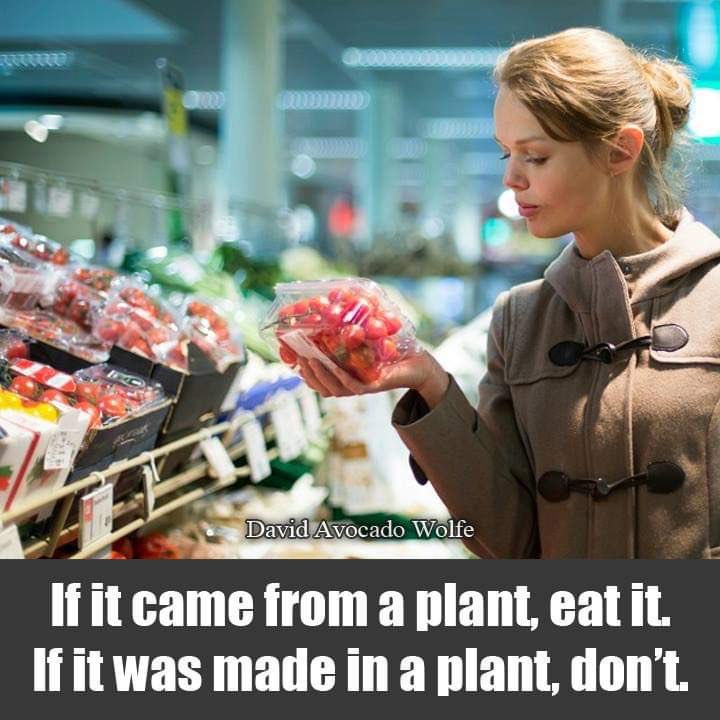 David Avocado Wolfe
If it came from a plant, eat it.
If it was made in a plant, don't.